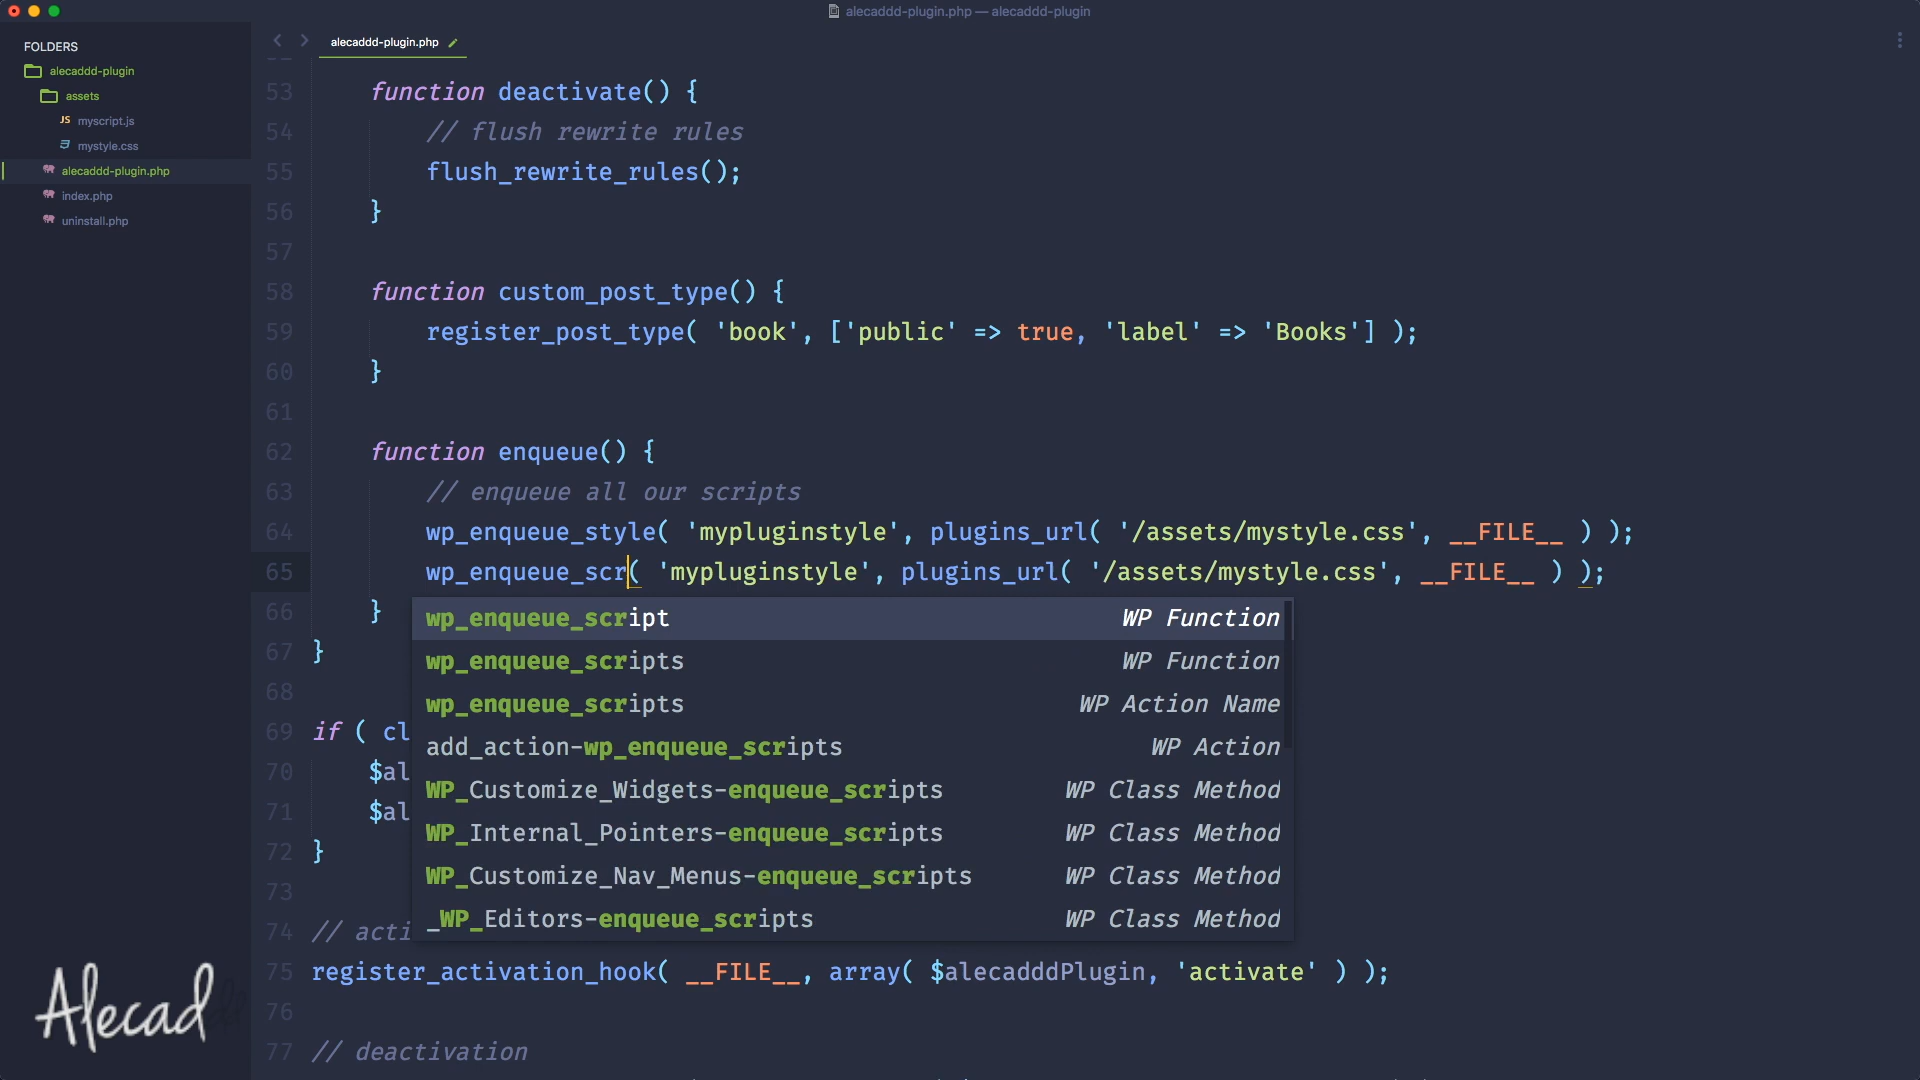 alecaddd-plugin.php — alecaddd-plugin
FOLDERS
alecaddd-plugin
assets
JS myscript.js
mystyle.css
alecaddd-plugin.php
index.php
uninstall.php
alecaddd-plugin.php
53 function deactivate() {
54 // flush rewrite rules
55 flush_rewrite_rules();
56 }
57
58 function custom_post_type() {
59 register_post_type( 'book', ['public' => true, 'label' => 'Books'] );
60 }
61
62 function enqueue() {
63 // enqueue all our scripts
64 wp_enqueue_style( 'mypluginstyle', plugins_url( '/assets/mystyle.css', __FILE__ ) );
65 wp_enqueue_scr( 'mypluginstyle', plugins_url( '/assets/mystyle.css', __FILE__ ) );
66 }
wp_enqueue_script WP Function
wp_enqueue_scripts WP Function
wp_enqueue_scripts WP Action Name
add_action-wp_enqueue_scripts WP Action
WP_Customize_Widgets-enqueue_scripts WP Class Method
WP_Internal_Pointers-enqueue_scripts WP Class Method
WP_Customize_Nav_Menus-enqueue_scripts WP Class Method
_WP_Editors-enqueue_scripts WP Class Method
67 }
68
69 if ( cl
70 $al
71 $al
72 }
73
74 // acti
75 register_activation_hook( __FILE__, array( $alecadddPlugin, 'activate' ) );
76
77 // deactivation
Alecad